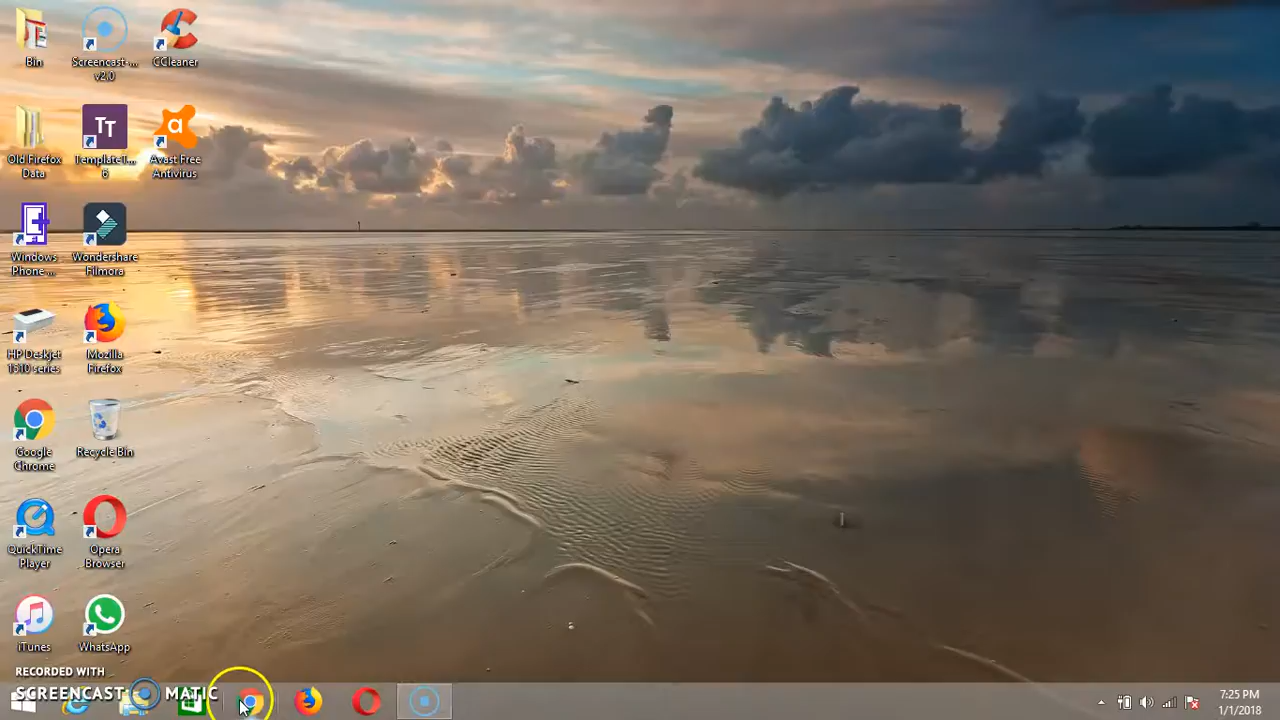 Bin
Screencast-...
v2.0
CCleaner
Old Firefox
Data
TT
TemplateT...
6
a
Avast Free
Antivirus
Windows
Phone ...
Wondershare
Filmora
HP Deskjet
1510 series
Mozilla
Firefox
Google
Chrome
Recycle Bin
QuickTime
Player
Opera
Browser
iTunes
WhatsApp
RECORDED WITH
SCREENCAST MATIC
7:25 PM
1/1/2018